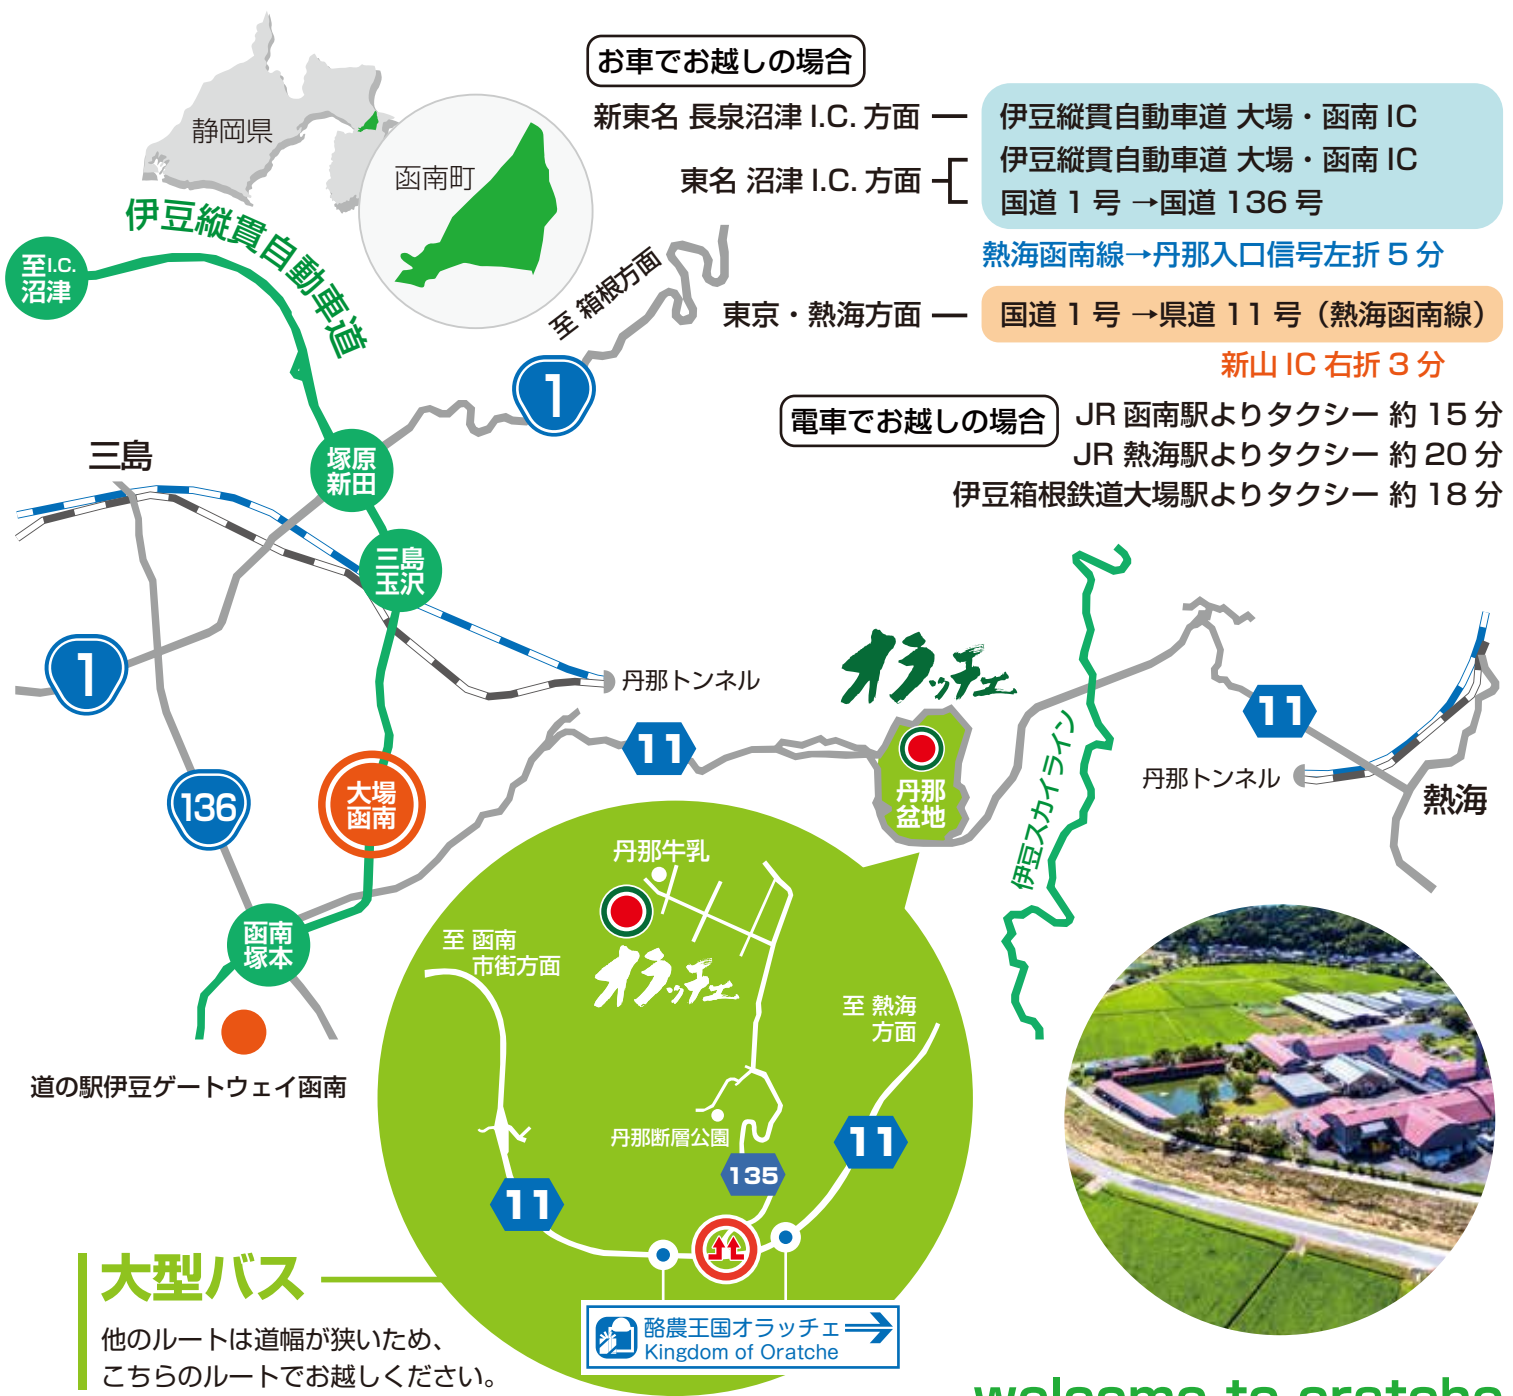 お車でお越しの場合
新東名 長泉沼津 I.C. 方面
伊豆縦貫自動車道 大場・函南 IC
東名 沼津 I.C. 方面
伊豆縦貫自動車道 大場・函南 IC
国道 1 号 →国道 136 号
熱海函南線→丹那入口信号左折 5 分
東京・熱海方面
国道 1 号 →県道 11 号（熱海函南線）
新山 IC 右折 3 分
電車でお越しの場合
JR 函南駅よりタクシー 約 15 分
JR 熱海駅よりタクシー 約 20 分
伊豆箱根鉄道大場駅よりタクシー 約 18 分
静岡県
函南町
伊豆縦貫自動車道
至I.C.
沼津
至 箱根方面
1
三島
塚原
新田
三島
玉沢
1
丹那トンネル
オラッチェ
11
136
大場
函南
丹那
盆地
伊豆スカイライン
11
丹那トンネル
熱海
函南
塚本
道の駅伊豆ゲートウェイ函南
丹那牛乳
オラッチェ
至 函南
市街方面
至 熱海
方面
丹那断層公園
11
135
11
酪農王国オラッチェ
Kingdom of Oratche
大型バス
他のルートは道幅が狭いため、
こちらのルートでお越しください。
welcome to oratche